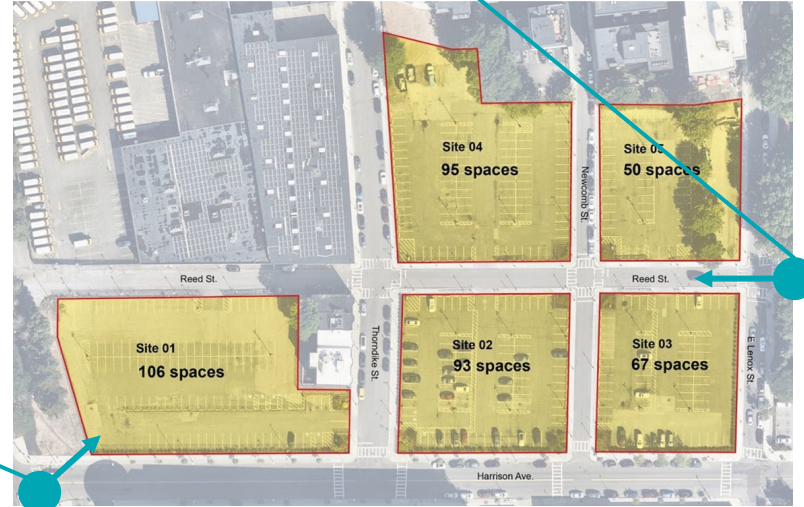 Site 04
95 spaces
Site 05
50 spaces
Newcomb St.
Reed St.
Reed St.
Site 01
106 spaces
Thorndike St.
Site 02
93 spaces
Site 03
67 spaces
E Lenox St.
Harrison Ave.